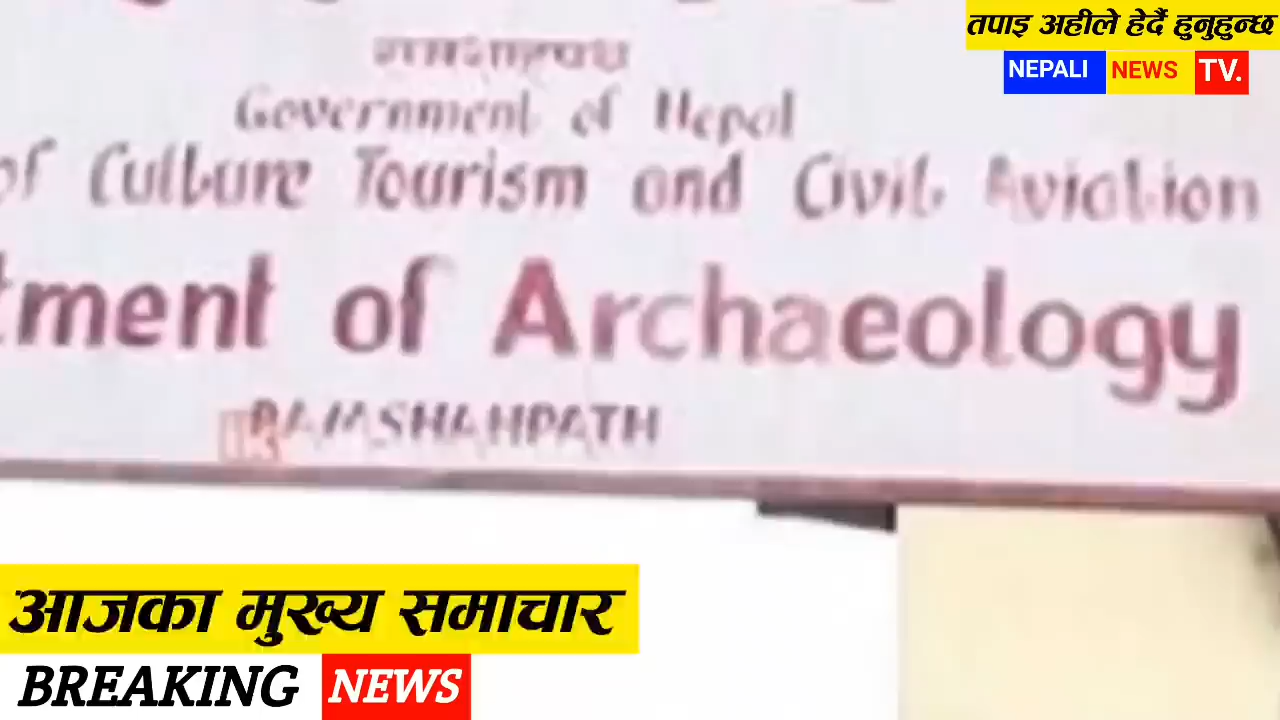 तपाइ अहीले हेर्दै हुनुहुन्छ
NEPALI NEWS TV.
Government of Nepal
of Culture Tourism and Civil Aviation
tment of Archaeology
RAMSHAHPATH
आजका मुख्य समाचार
BREAKING NEWS